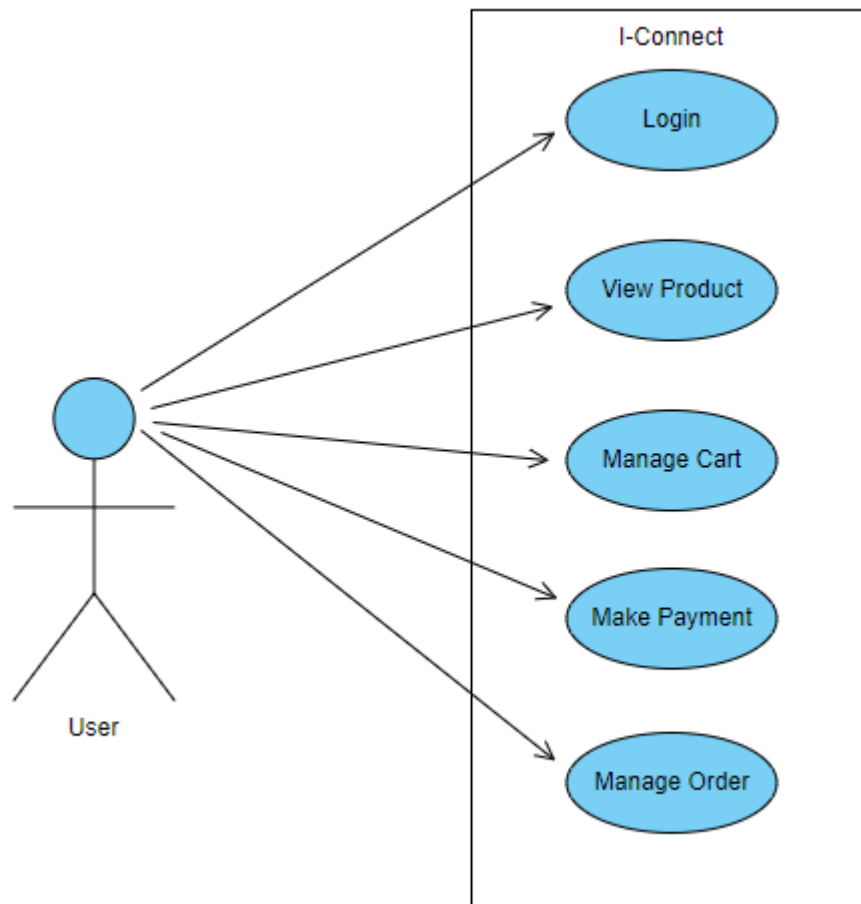 I-Connect
Login
View Product
Manage Cart
Make Payment
Manage Order
User